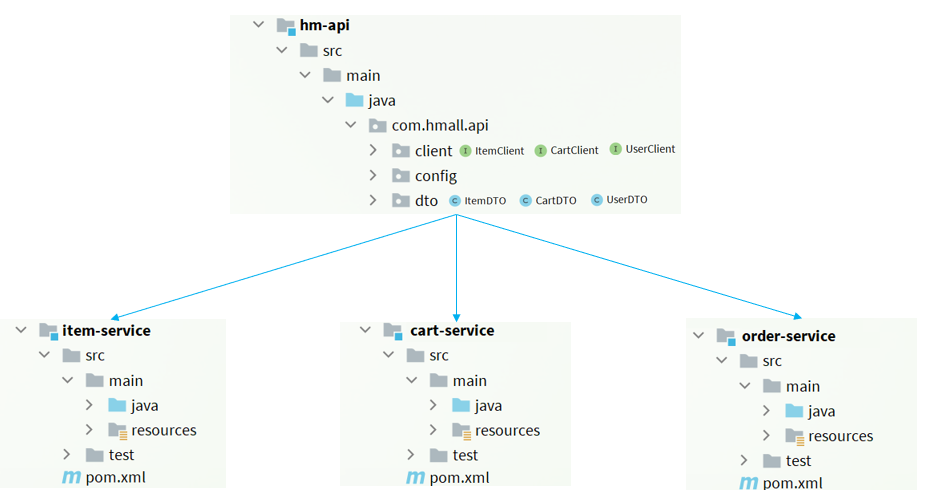 hm-api
src
main
java
com.hmall.api
client I ItemClient I CartClient I UserClient
config
dto C ItemDTO C CartDTO C UserDTO
item-service
src
main
java
resources
test
m pom.xml
cart-service
src
main
java
resources
test
m pom.xml
order-service
src
main
java
resources
test
m pom.xml